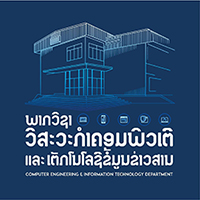 ພາກວິຊາ
ວິສະວະກຳຄອມພິວເຕີ
ແລະ ເຕັກໂນໂລຊີຂໍ້ມູນຂ່າວສານ
COMPUTER ENGINEERING & INFORMATION TECHNOLOGY DEPARTMENT